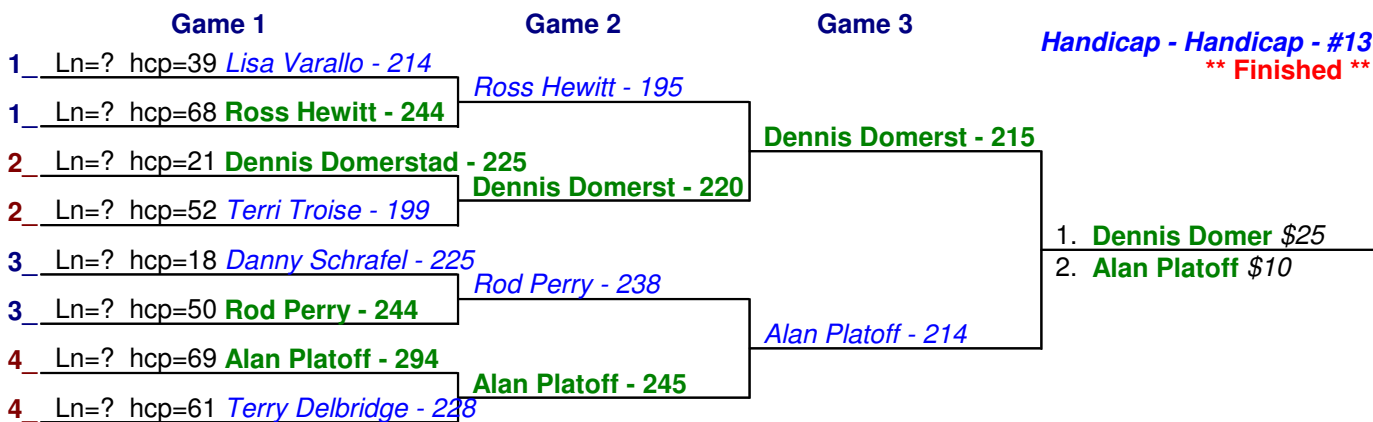 Game 1 Game 2 Game 3
Handicap - Handicap - #13
** Finished **
1_ Ln=? hcp=39 Lisa Varallo - 214
Ross Hewitt - 195
1_ Ln=? hcp=68 Ross Hewitt - 244
Dennis Domerst - 215
2_ Ln=? hcp=21 Dennis Domerstad - 225
Dennis Domerst - 220
2_ Ln=? hcp=52 Terri Troise - 199
1. Dennis Domer $25
2. Alan Platoff $10
3_ Ln=? hcp=18 Danny Schrafel - 225
Rod Perry - 238
3_ Ln=? hcp=50 Rod Perry - 244
Alan Platoff - 214
4_ Ln=? hcp=69 Alan Platoff - 294
Alan Platoff - 245
4_ Ln=? hcp=61 Terry Delbridge - 228